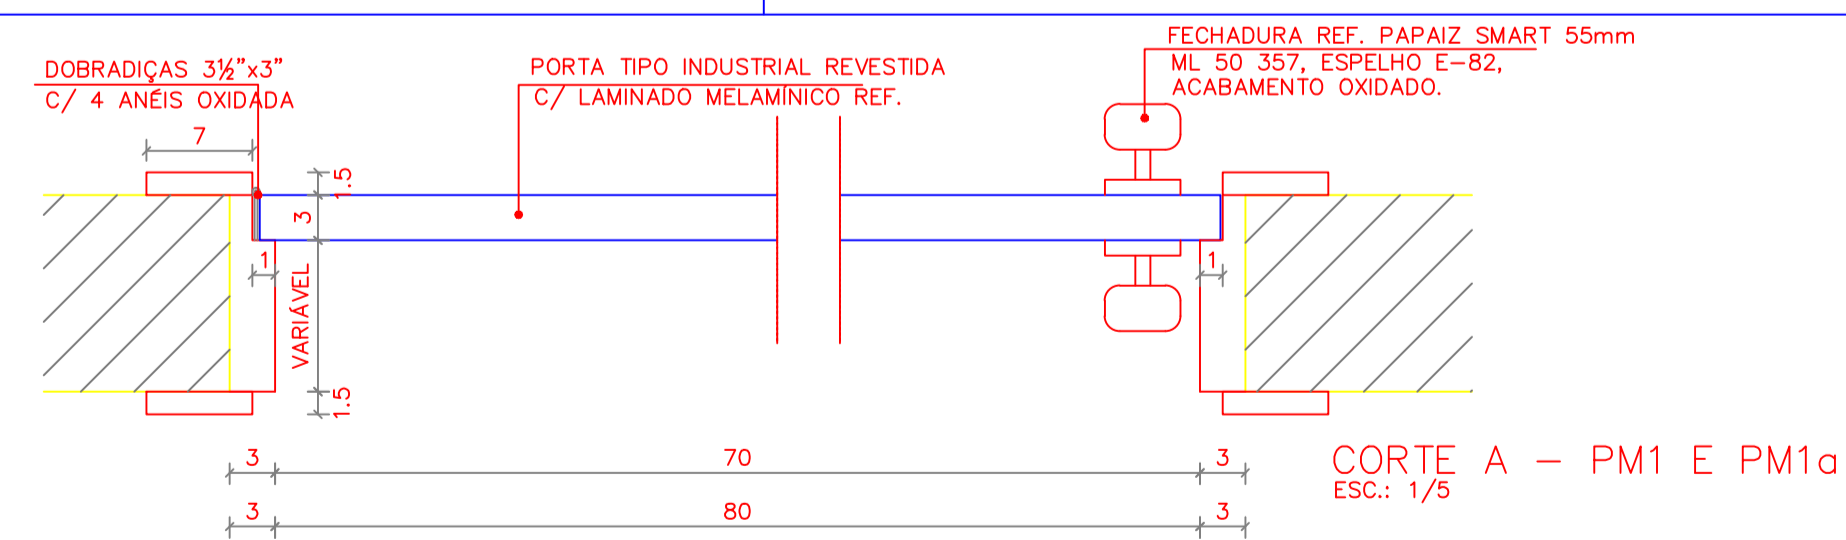 DOBRADIÇAS 3½"x3"
C/ 4 ANÉIS OXIDADA
PORTA TIPO INDUSTRIAL REVESTIDA
C/ LAMINADO MELAMÍNICO REF.
FECHADURA REF. PAPAIZ SMART 55mm
ML 50 357, ESPELHO E-82,
ACABAMENTO OXIDADO.
7
1.5
3
1
VARIÁVEL
1.5
1
3 70 3
3 80 3
CORTE A - PM1 E PM1a
ESC.: 1/5